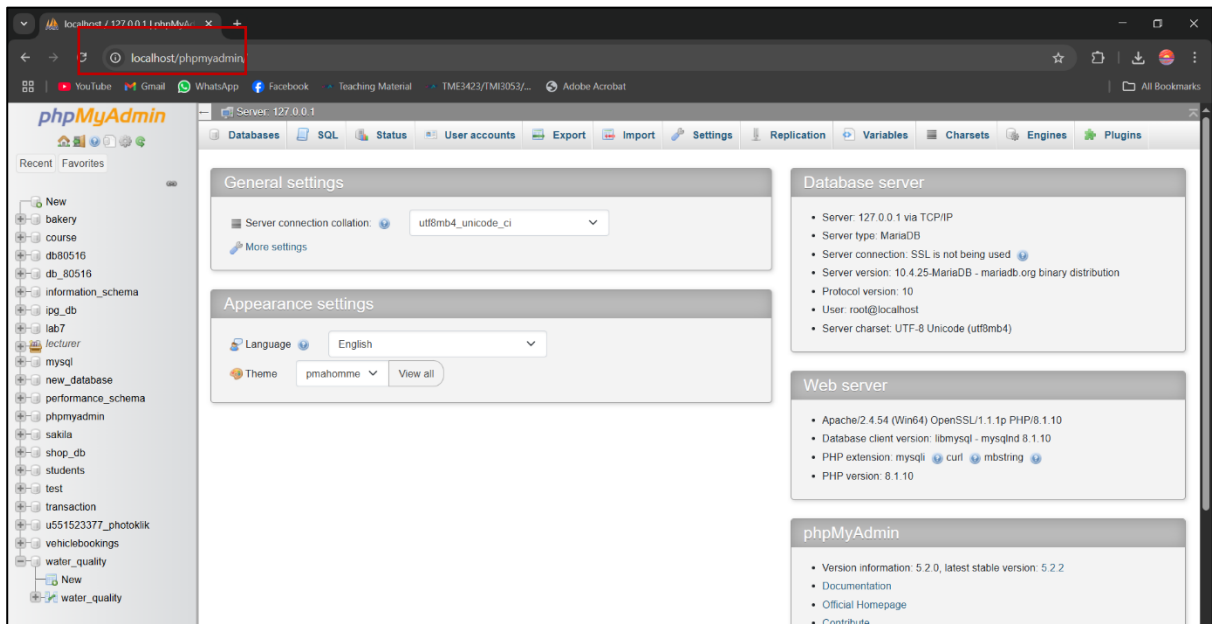 localhost / 127.0.0.1 | phpMyAd
localhost/phpmyadmin/
YouTube Gmail WhatsApp Facebook Teaching Material TME3423/TMI3053/... Adobe Acrobat All Bookmarks
phpMyAdmin
Recent Favorites
New
bakery
course
db80516
db_80516
information_schema
ipg_db
lab7
lecturer
mysql
new_database
performance_schema
phpmyadmin
sakila
shop_db
students
test
transaction
u551523377_photoklik
vehiclebookings
water_quality
New
water_quality
Server: 127.0.0.1
Databases SQL Status User accounts Export Import Settings Replication Variables Charsets Engines Plugins
General settings
Server connection collation: utf8mb4_unicode_ci
More settings
Appearance settings
Language English
Theme pmahomme View all
Database server
Server: 127.0.0.1 via TCP/IP
Server type: MariaDB
Server connection: SSL is not being used
Server version: 10.4.25-MariaDB - mariadb.org binary distribution
Protocol version: 10
User: root@localhost
Server charset: UTF-8 Unicode (utf8mb4)
Web server
Apache/2.4.54 (Win64) OpenSSL/1.1.1p PHP/8.1.10
Database client version: libmysql - mysqlnd 8.1.10
PHP extension: mysqli curl mbstring
PHP version: 8.1.10
phpMyAdmin
Version information: 5.2.0, latest stable version: 5.2.2
Documentation
Official Homepage
Contribute